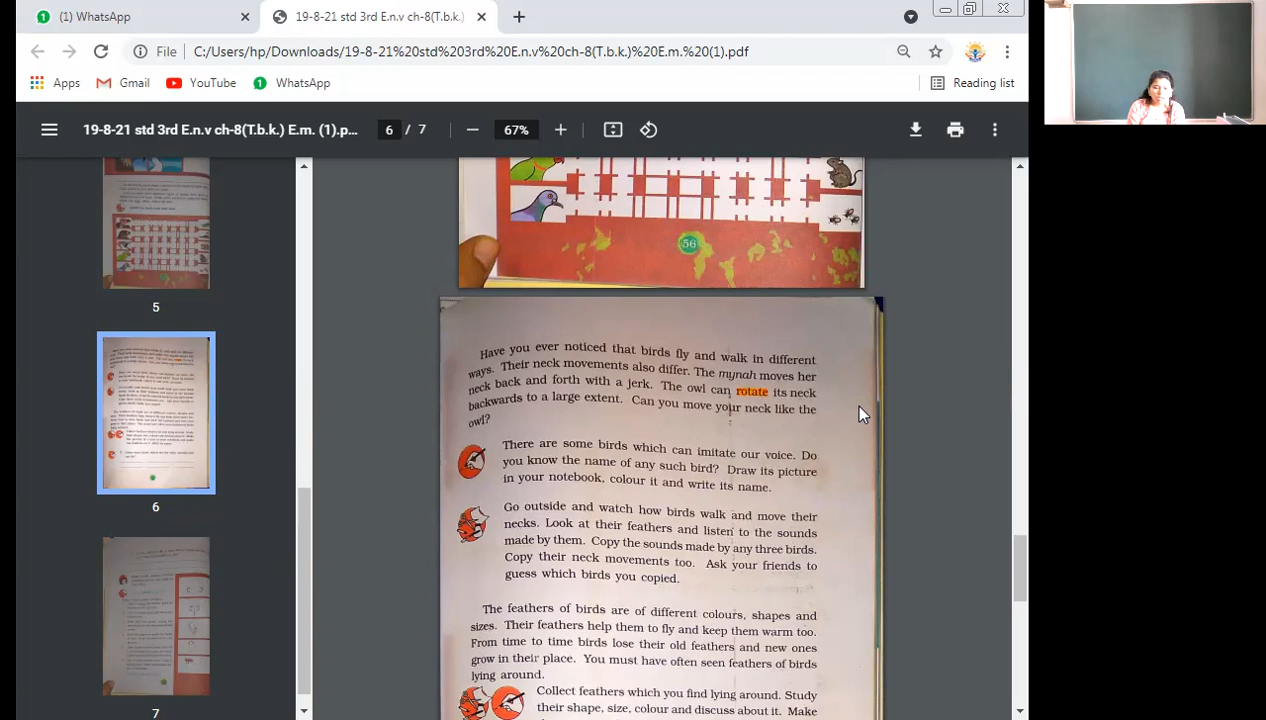 (1) WhatsApp
19-8-21 std 3rd E.n.v ch-8(T.b.k.)
File
C:/Users/hp/Downloads/19-8-21%20std%203rd%20E.n.v%20ch-8(T.b.k.)%20E.m.%20(1).pdf
Apps
Gmail
YouTube
WhatsApp
Reading list
19-8-21 std 3rd E.n.v ch-8(T.b.k.) E.m. (1).p...
6 / 7
67%
5
6
7
56
Have you ever noticed that birds fly and walk in different
ways. Their neck movements also differ. The mynah moves her
neck back and forth with a jerk. The owl can rotate its neck
backwards to a large extent. Can you move your neck like the
owl?
There are some birds which can imitate our voice. Do
you know the name of any such bird? Draw its picture
in your notebook, colour it and write its name.
Go outside and watch how birds walk and move their
necks. Look at their feathers and listen to the sounds
made by them. Copy the sounds made by any three birds.
Copy their neck movements too. Ask your friends to
guess which birds you copied.
The feathers of birds are of different colours, shapes and
sizes. Their feathers help them to fly and keep them warm too.
From time to time birds lose their old feathers and new ones
grow in their place. You must have often seen feathers of birds
lying around.
Collect feathers which you find lying around. Study
their shape, size, colour and discuss about it. Make